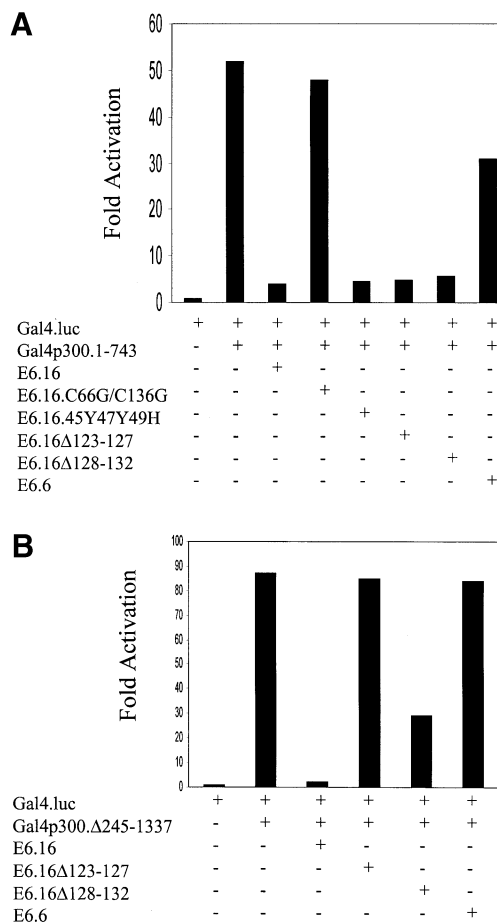 A
60
50
40
30
20
10
0
Fold Activation
Gal4.luc + + + + + + + +
Gal4p300.1-743 - + + + + + + +
E6.16 - - + - - - - -
E6.16.C66G/C136G - - - + - - - -
E6.16.45Y47Y49H - - - - + - - -
E6.16Δ123-127 - - - - - + - -
E6.16Δ128-132 - - - - - - + -
E6.6 - - - - - - - +
B
100
90
80
70
60
50
40
30
20
10
0
Fold Activation
Gal4.luc + + + + + +
Gal4p300.Δ245-1337 - + + + + +
E6.16 - - + - - -
E6.16Δ123-127 - - - + - -
E6.16Δ128-132 - - - - + -
E6.6 - - - - - +